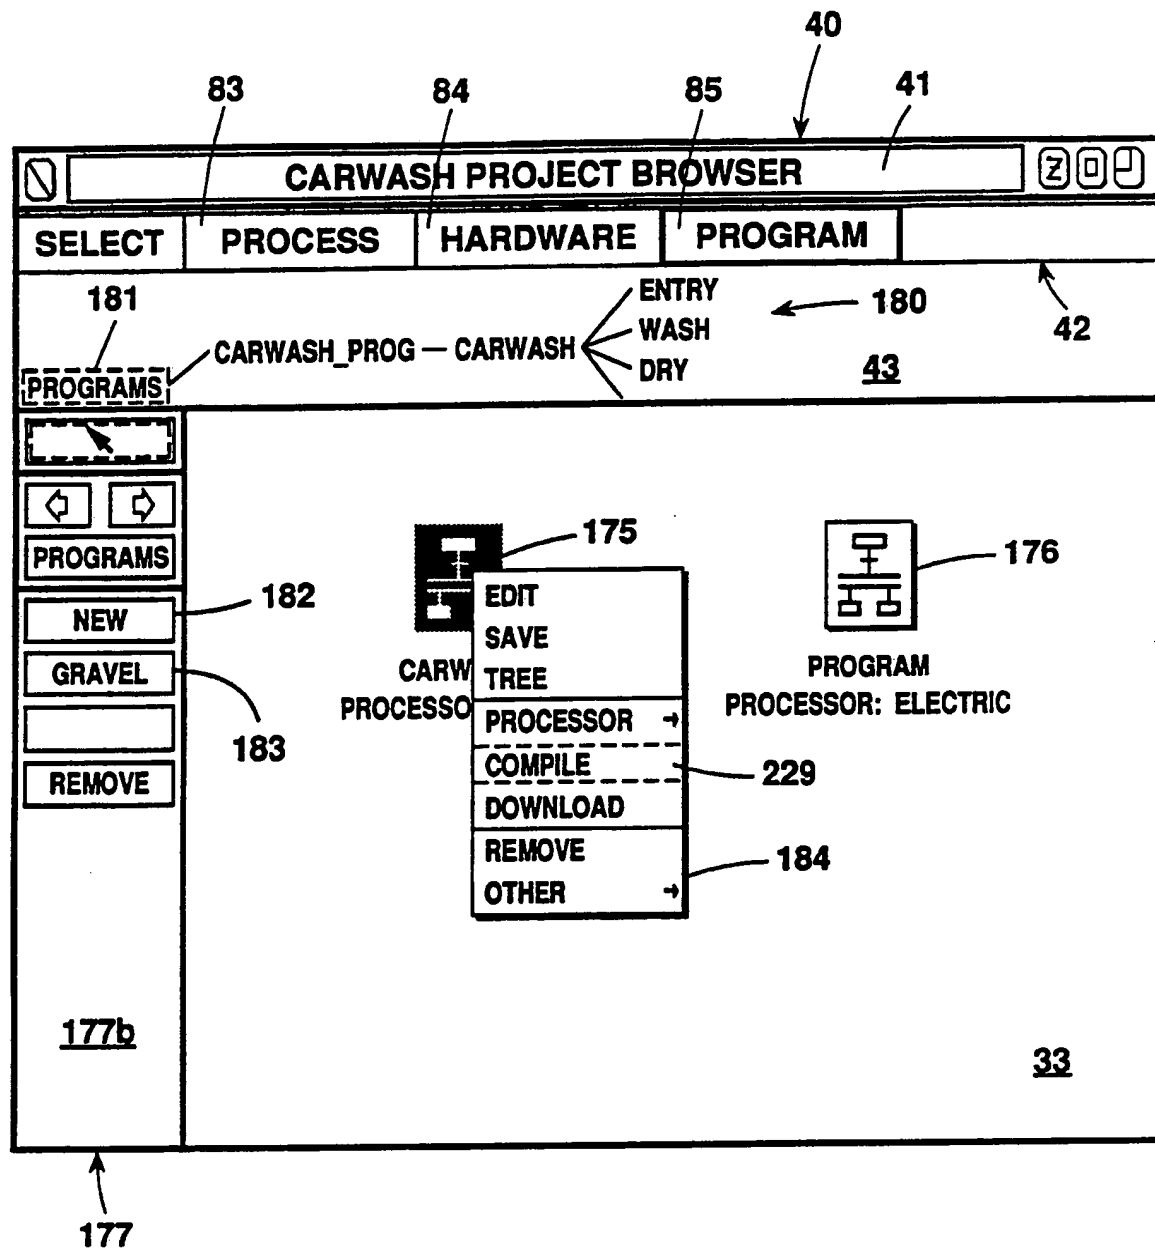 40
83 84 85 41
CARWASH PROJECT BROWSER
Z
SELECT PROCESS HARDWARE PROGRAM
181
ENTRY
180
42
WASH
CARWASH_PROG — CARWASH
DRY
43
PROGRAMS
PROGRAMS
175
176
182
NEW
EDIT
SAVE
TREE
GRAVEL
CARW
PROCESSO
PROGRAM
PROCESSOR: ELECTRIC
183
PROCESSOR →
COMPILE
229
REMOVE
DOWNLOAD
REMOVE
184
OTHER →
177b
33
177